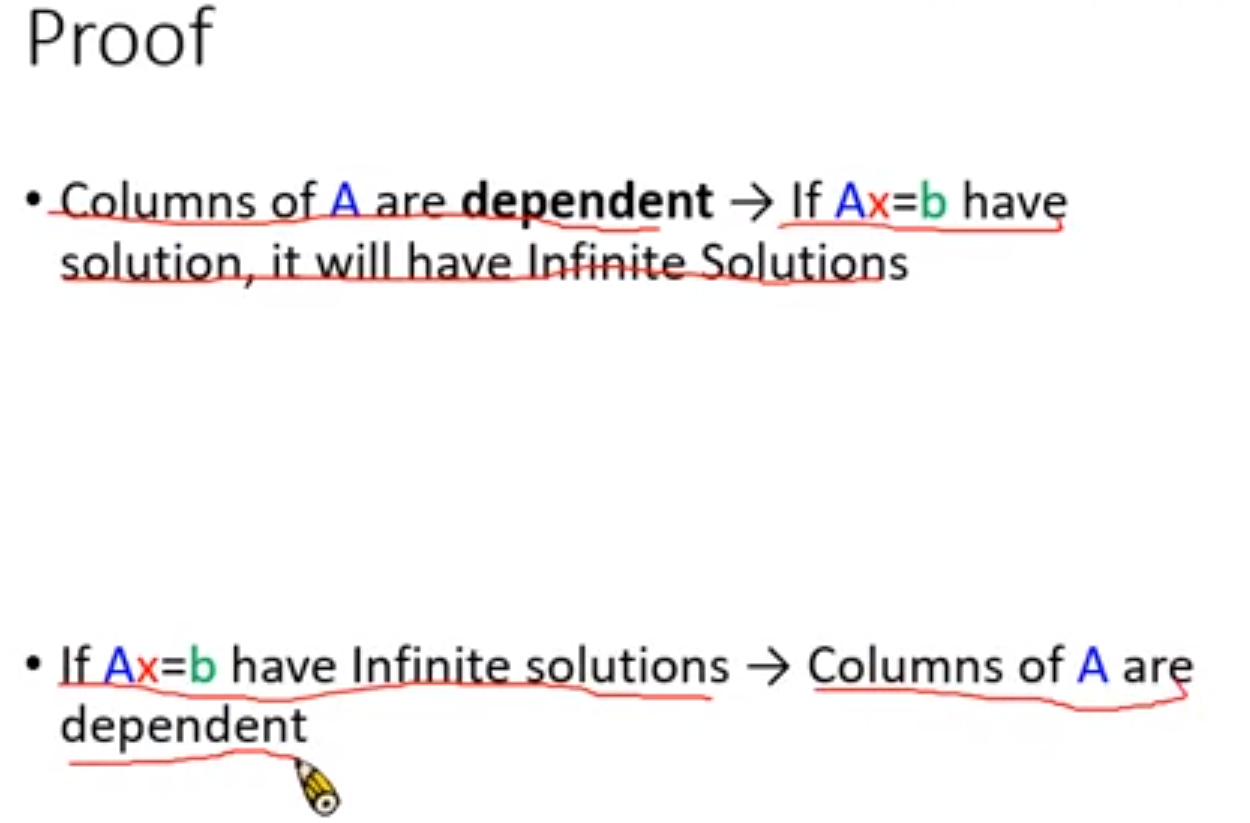 Proof
• Columns of A are dependent → If Ax=b have
solution, it will have Infinite Solutions
• If Ax=b have Infinite solutions → Columns of A are
dependent